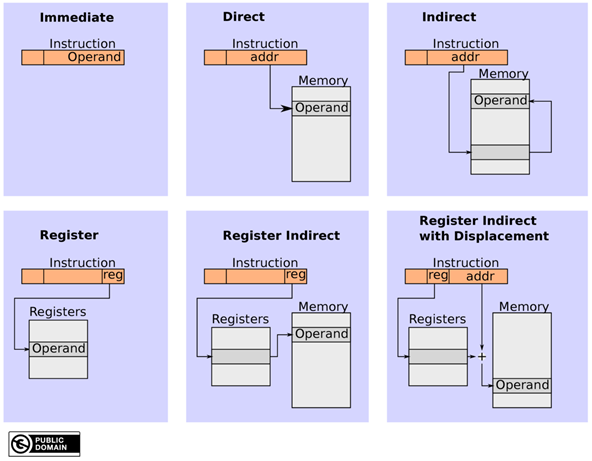 Immediate
Instruction
Operand
Direct
Instruction
addr
Memory
Operand
Indirect
Instruction
addr
Memory
Operand
Register
Instruction
reg
Registers
Operand
Register Indirect
Instruction
reg
Registers
Memory
Operand
Register Indirect
with Displacement
Instruction
reg addr
Registers
Memory
+
Operand
PUBLIC
DOMAIN